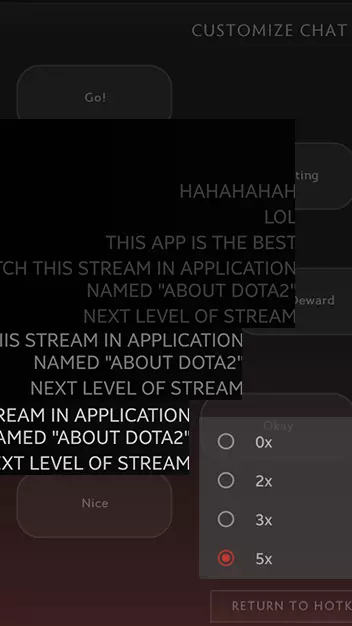 CUSTOMIZE CHAT
Go!
ting
HAHAHAHAH
LOL
THIS APP IS THE BEST
TCH THIS STREAM IN APPLICATION
NAMED "ABOUT DOTA2"
Deward
NEXT LEVEL OF STREAM
HIS STREAM IN APPLICATION
NAMED "ABOUT DOTA2"
NEXT LEVEL OF STREAM
REAM IN APPLICATION
AMED "ABOUT DOTA2"
EXT LEVEL OF STREAM
Okay
0x
2x
Nice
3x
5x
RETURN TO HOTK